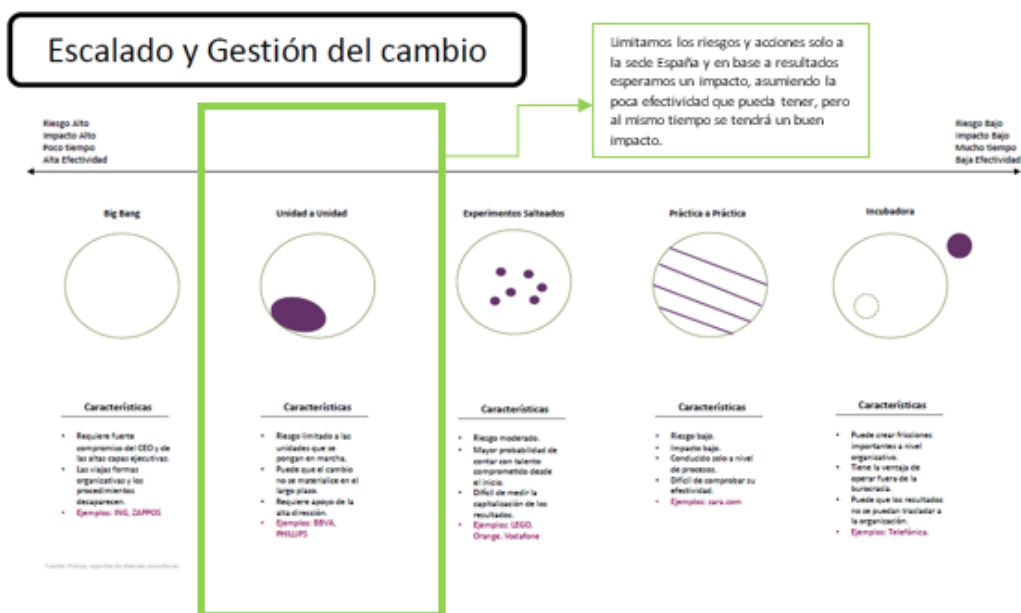 Escalado y Gestión del cambio
Limitamos los riesgos y acciones solo a
la sede España y en base a resultados
esperamos un impacto, asumiendo la
poca efectividad que pueda tener, pero
al mismo tiempo se tendrá un buen
impacto.
Riesgo Alto
Impacto Alto
Poco tiempo
Alta Efectividad
Riesgo Bajo
Impacto Bajo
Mucho tiempo
Baja Efectividad
Big Bang
Unidad a Unidad
Experimentos Salteados
Práctica a Práctica
Incubadora
Características
• Requiere fuerte
compromiso del CEO y de
las altas capas ejecutivas.
• Las viajas formas
organizativas y los
procedimientos
desaparecen.
• Ejemplos: ING, ZAPPOS
Características
• Riesgo limitado a las
unidades que se
pongan en marcha.
• Puede que el cambio
no se materialice en el
largo plazo.
• Requiere apoyo de la
alta dirección.
• Ejemplos: BBVA,
PHILLIPS
Características
• Riesgo moderado.
• Mayor probabilidad de
contar con talento
comprometido desde
el inicio.
• Difícil de medir la
capitalización de los
resultados.
• Ejemplos: LEGO,
Orange, Vodafone
Características
• Riesgo bajo.
• Impacto bajo.
• Conducido solo a nivel
de procesos.
• Difícil de comprobar su
efectividad.
• Ejemplos: zara.com
Características
• Puede crear fricciones
importantes a nivel
organizativo.
• Tiene la ventaja de
operar fuera de la
burocracia.
• Puede que los resultados
no se puedan trasladar a
la organización.
• Ejemplos: Telefónica.
Fuente: Prensa, reportes de diversas consultoras